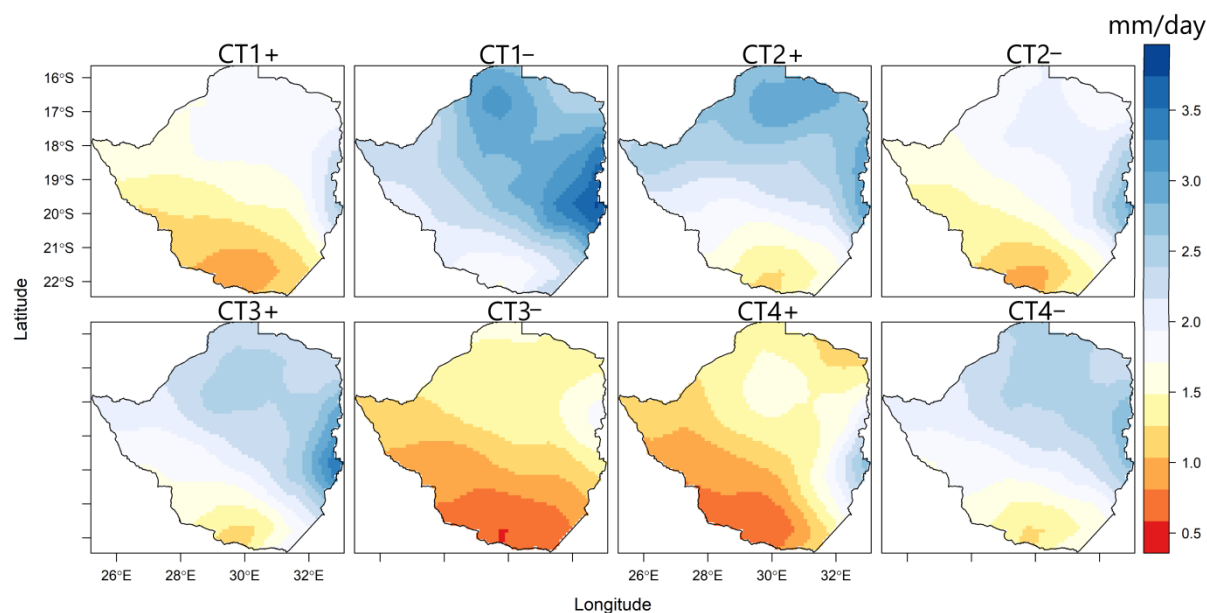 mm/day
CT1+ CT1− CT2+ CT2−
16°S
17°S
18°S
19°S
20°S
21°S
22°S
3.5
3.0
2.5
2.0
1.5
1.0
0.5
Latitude
CT3+ CT3− CT4+ CT4−
26°E 28°E 30°E 32°E 26°E 28°E 30°E 32°E
Longitude